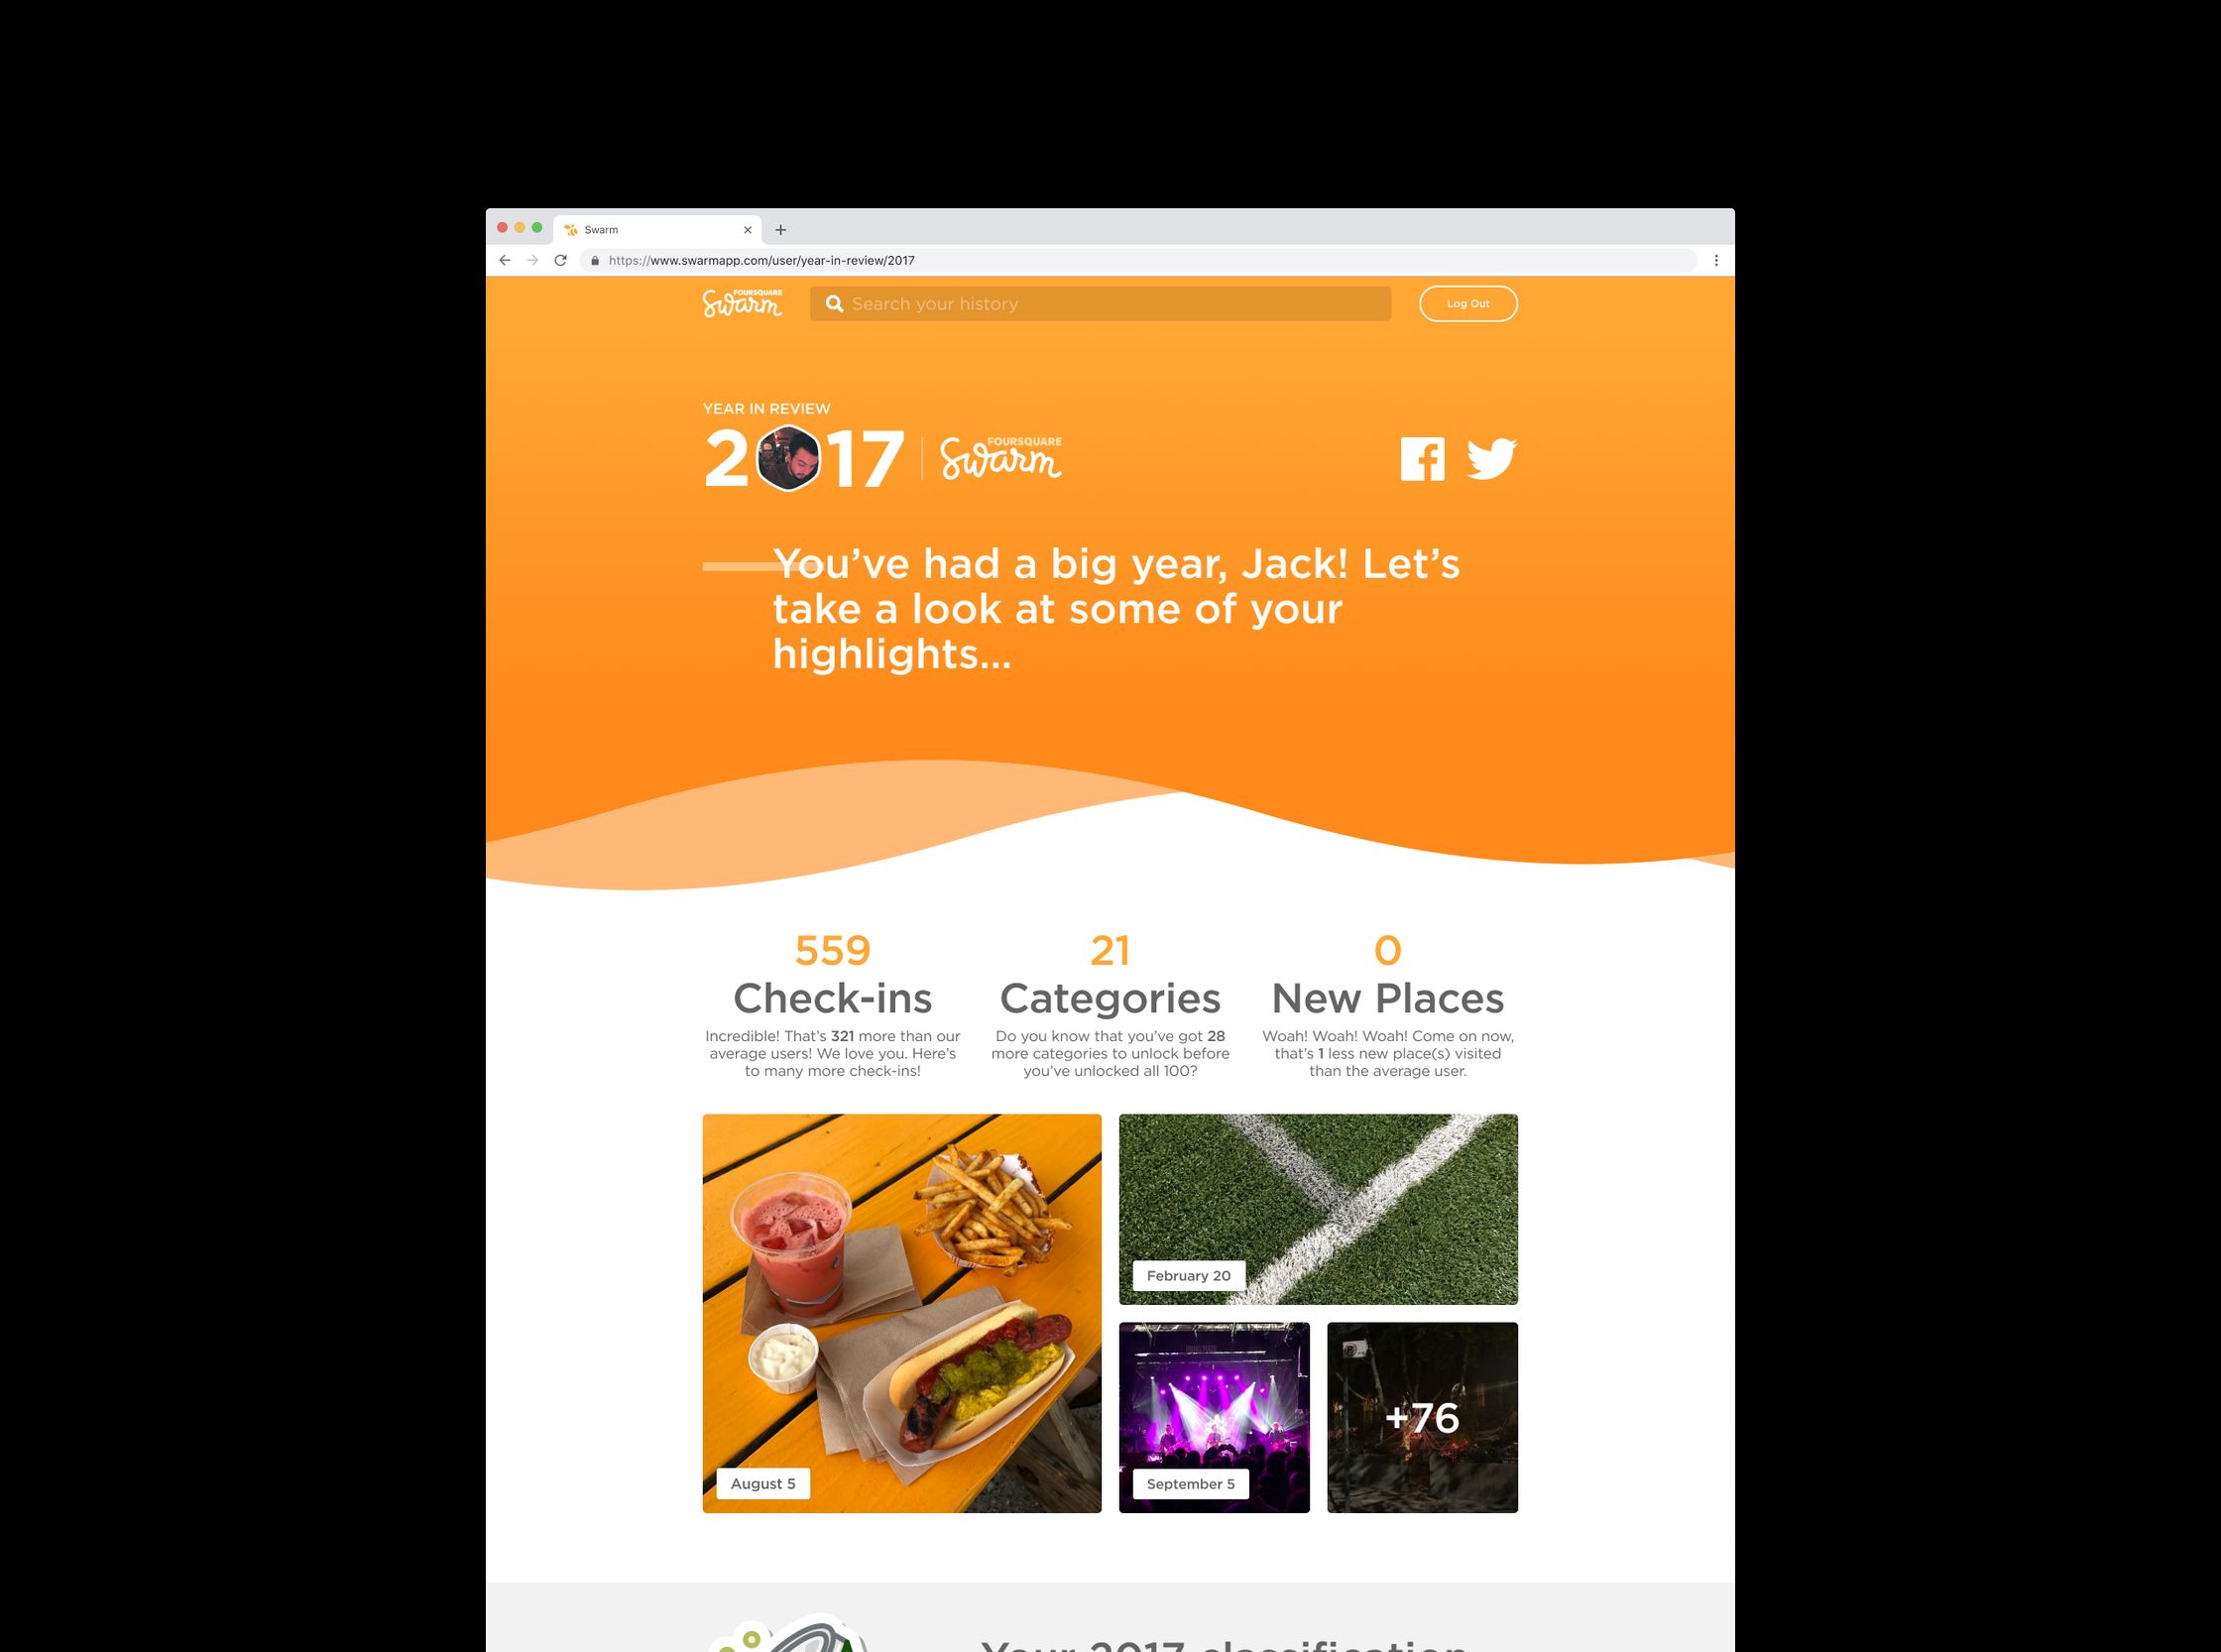 Swarm
https://www.swarmapp.com/user/year-in-review/2017
FOURSQUARE
Swarm
Search your history
Log Out
YEAR IN REVIEW
2017
FOURSQUARE
Swarm
You’ve had a big year, Jack! Let’s
take a look at some of your
highlights...
559
Check-ins
Incredible! That’s 321 more than our
average users! We love you. Here’s
to many more check-ins!
21
Categories
Do you know that you’ve got 28
more categories to unlock before
you’ve unlocked all 100?
0
New Places
Woah! Woah! Woah! Come on now,
that’s 1 less new place(s) visited
than the average user.
August 5
February 20
September 5
+76
Your 2017 classification